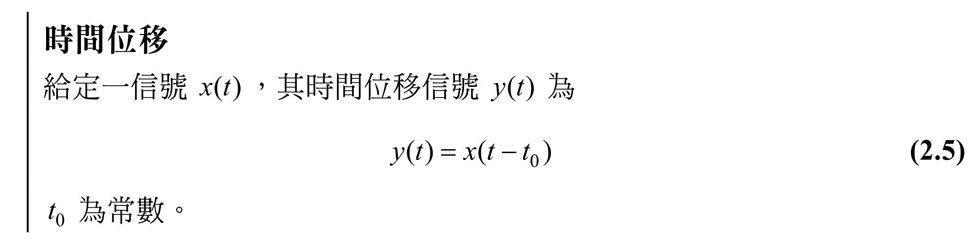 時間位移
給定一信號 x(t)，其時間位移信號 y(t) 為
y(t) = x(t − t₀) (2.5)
t₀ 為常數。